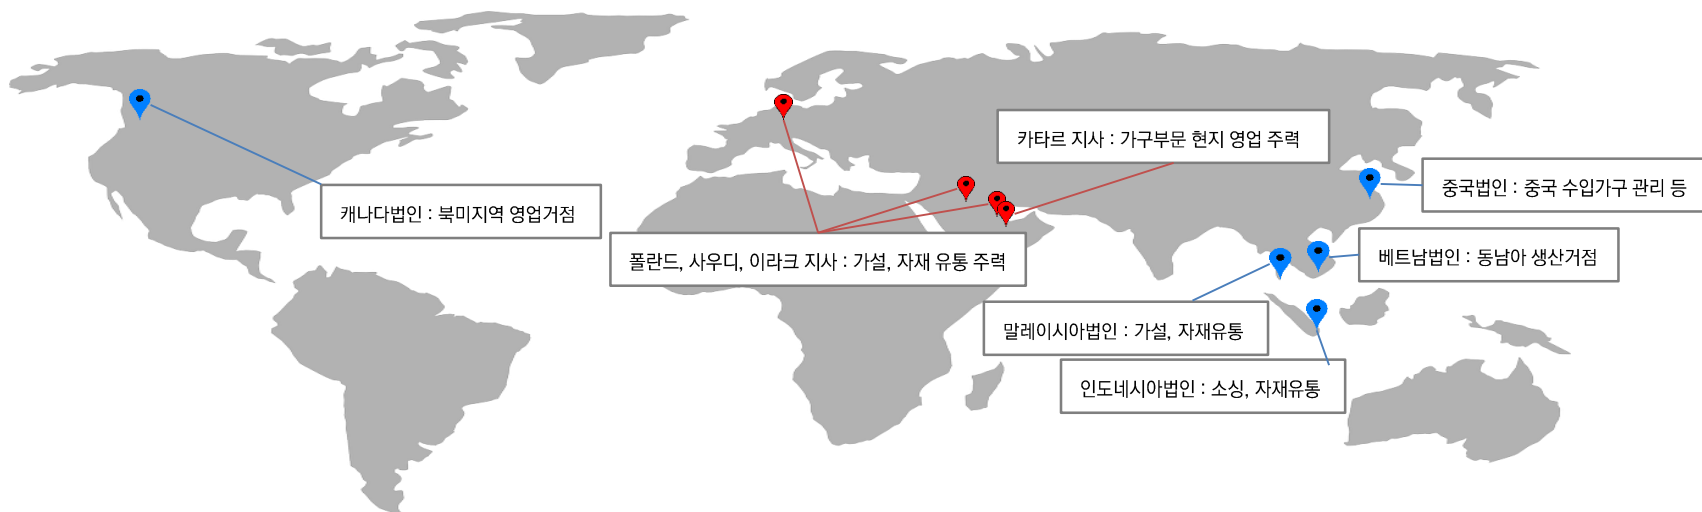 카타르 지사 : 가구부문 현지 영업 주력
중국법인 : 중국 수입가구 관리 등
캐나다법인 : 북미지역 영업거점
폴란드, 사우디, 이라크 지사 : 가설, 자재 유통 주력
베트남법인 : 동남아 생산거점
말레이시아법인 : 가설, 자재유통
인도네시아법인 : 소싱, 자재유통